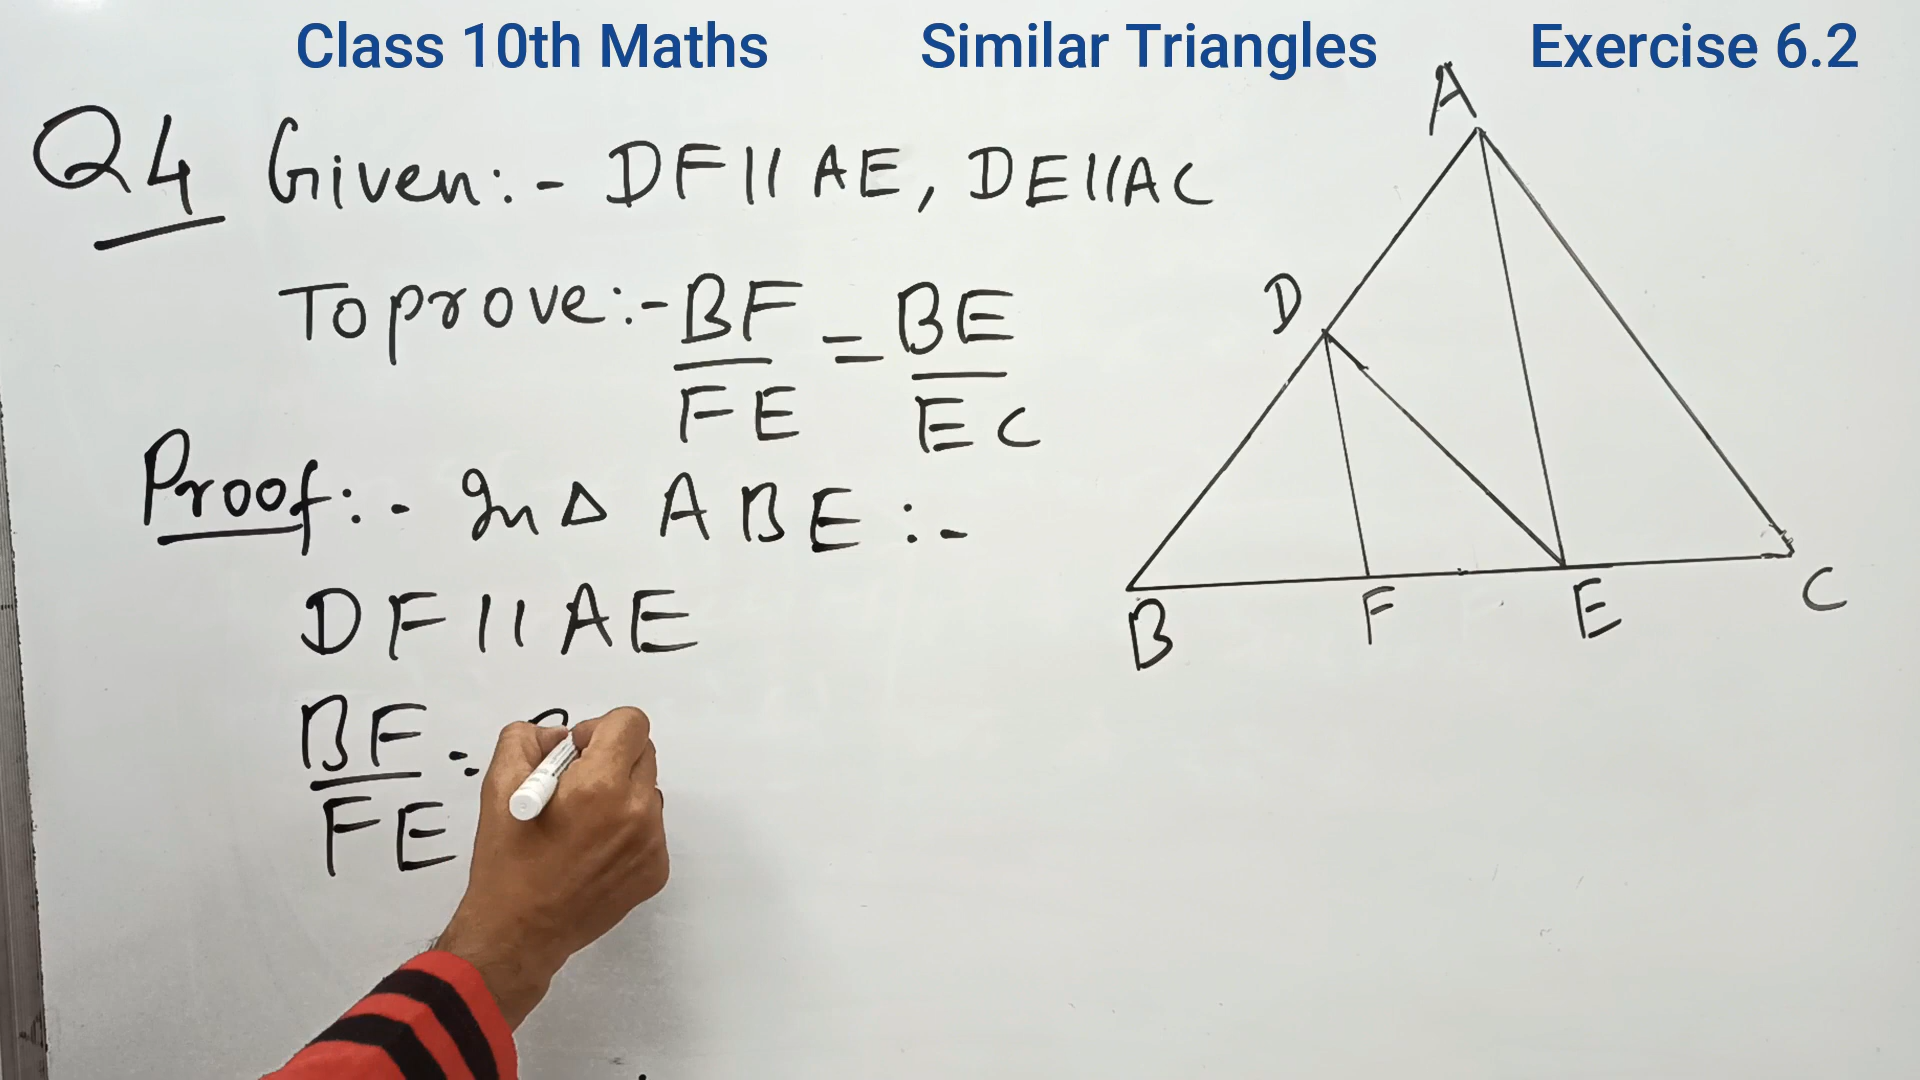 Class 10th Maths Similar Triangles Exercise 6.2
Q4 Given:- DF || AE, DE || AC
To prove:- BF/FE = BE/EC
Proof:- In Δ ABE:-
DF || AE
BF/FE =
A
D
B
F
E
C